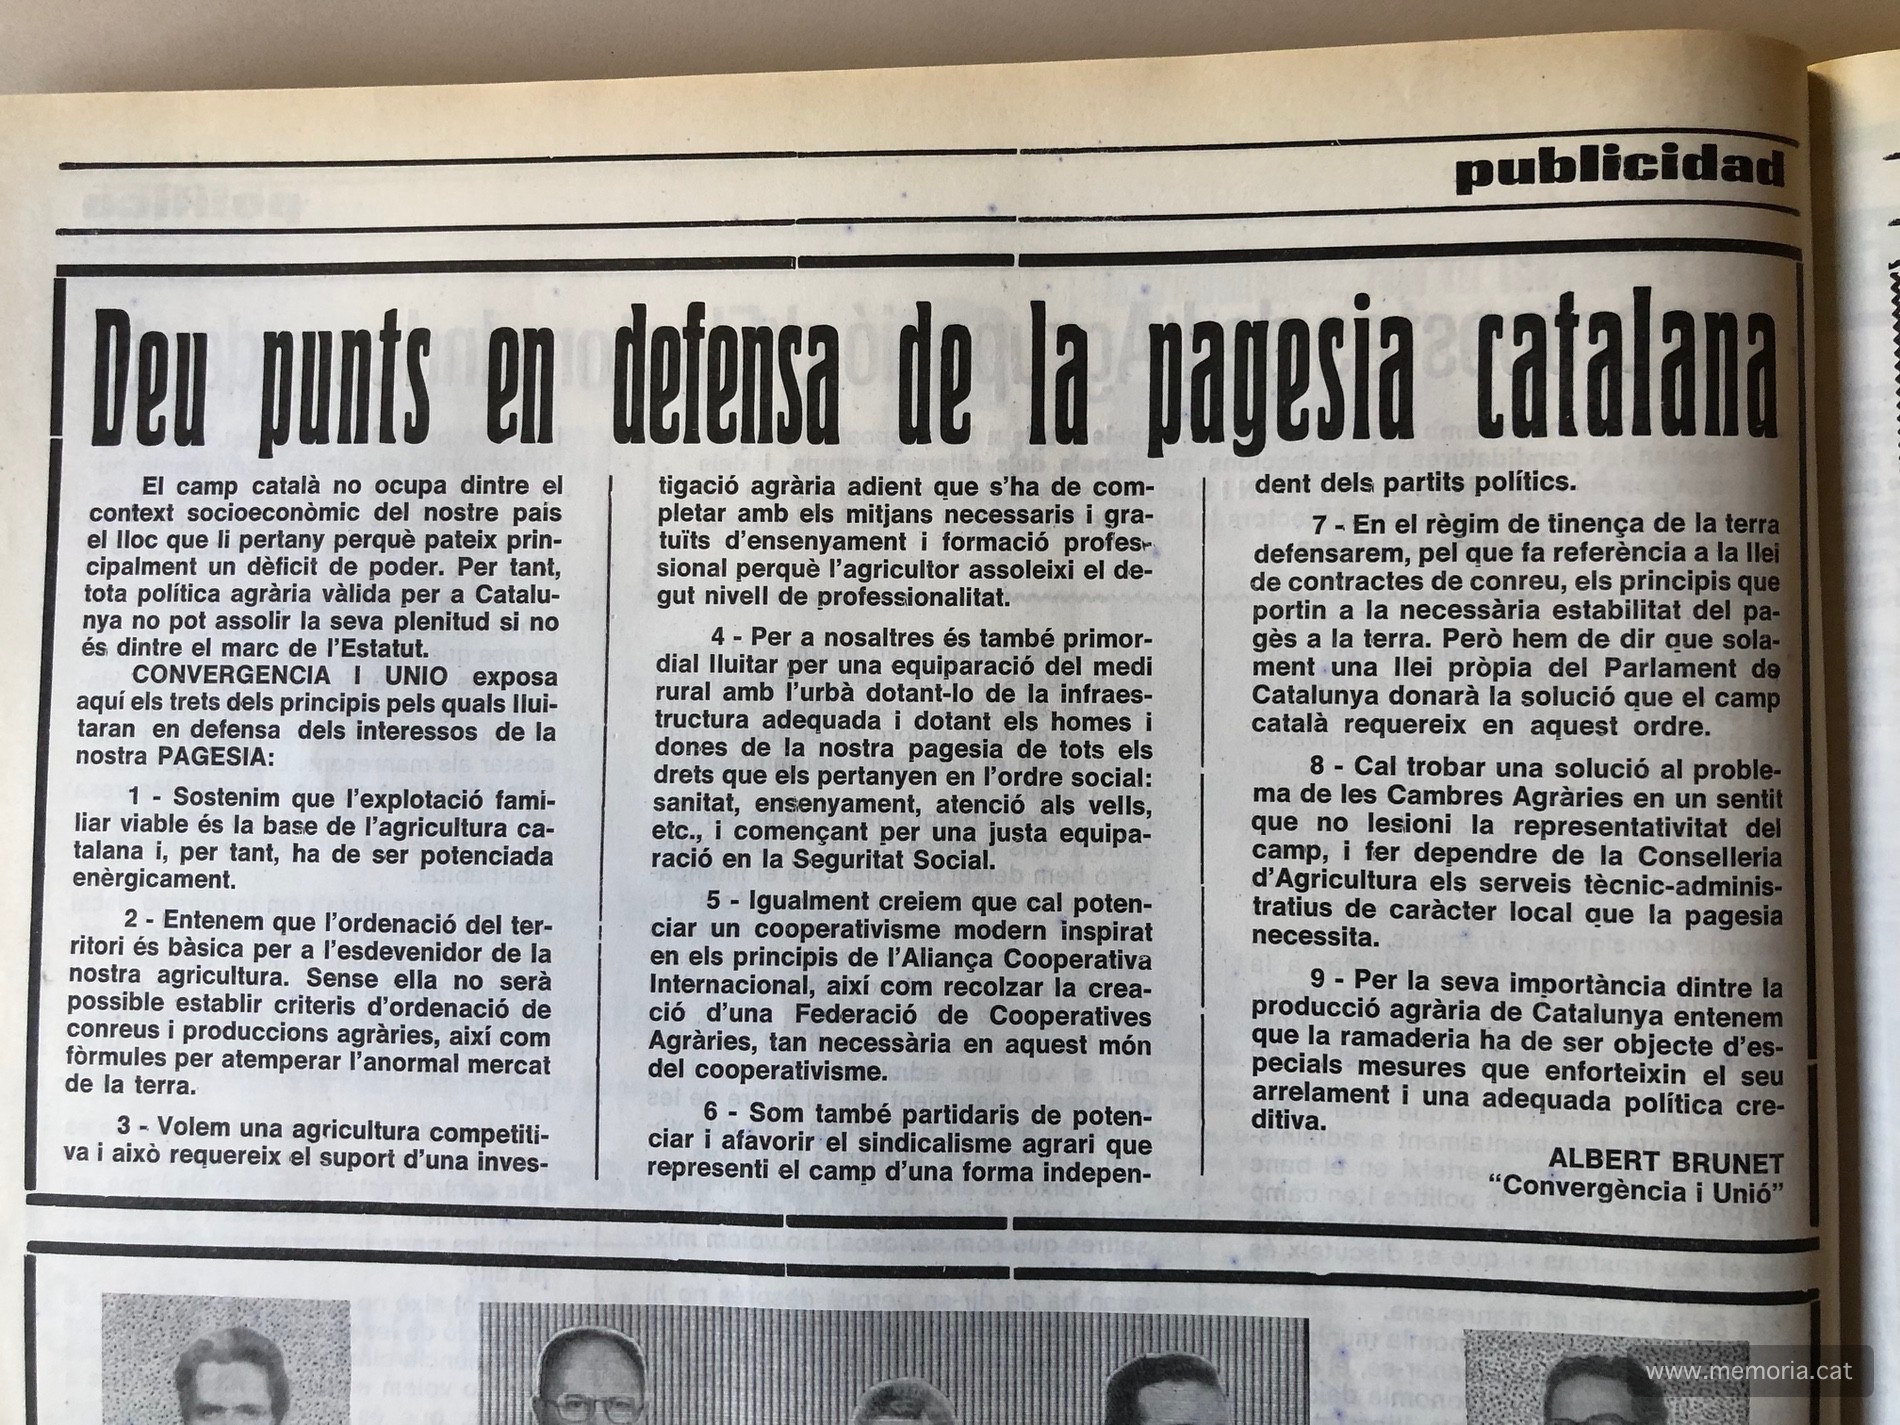 publicidad
Deu punts en defensa de la pagesia catalana
El camp català no ocupa dintre el
context socioeconòmic del nostre pais
el lloc que li pertany perquè pateix prin-
cipalment un dèficit de poder. Per tant,
tota política agrària vàlida per a Catalu-
nya no pot assolir la seva plenitud si no
és dintre el marc de l'Estatut.
CONVERGENCIA I UNIO exposa
aquí els trets dels principis pels quals llui-
taran en defensa dels interessos de la
nostra PAGESIA:
1 - Sostenim que l'explotació fami-
liar viable és la base de l'agricultura ca-
talana i, per tant, ha de ser potenciada
enèrgicament.
2 - Entenem que l'ordenació del ter-
ritori és bàsica per a l'esdevenidor de la
nostra agricultura. Sense ella no serà
possible establir criteris d'ordenació de
conreus i produccions agràries, així com
fòrmules per atemperar l'anormal mercat
de la terra.
3 - Volem una agricultura competiti-
va i això requereix el suport d'una inves-
tigació agrària adient que s'ha de com-
pletar amb els mitjans necessaris i gra-
tuïts d'ensenyament i formació profes-
sional perquè l'agricultor assoleixi el de-
gut nivell de professionalitat.
4 - Per a nosaltres és també primor-
dial lluitar per una equiparació del medi
rural amb l'urbà dotant-lo de la infraes-
tructura adequada i dotant els homes i
dones de la nostra pagesia de tots els
drets que els pertanyen en l'ordre social:
sanitat, ensenyament, atenció als vells,
etc., i començant per una justa equipa-
ració en la Seguritat Social.
5 - Igualment creiem que cal poten-
ciar un cooperativisme modern inspirat
en els principis de l'Aliança Cooperativa
Internacional, així com recolzar la crea-
ció d'una Federació de Cooperatives
Agràries, tan necessària en aquest món
del cooperativisme.
6 - Som també partidaris de poten-
ciar i afavorir el sindicalisme agrari que
representi el camp d'una forma indepen-
dent dels partits polítics.
7 - En el règim de tinença de la terra
defensarem, pel que fa referència a la llei
de contractes de conreu, els principis que
portin a la necessària estabilitat del pa-
gès a la terra. Però hem de dir que sola-
ment una llei pròpia del Parlament de
Catalunya donarà la solució que el camp
català requereix en aquest ordre.
8 - Cal trobar una solució al proble-
ma de les Cambres Agràries en un sentit
que no lesioni la representativitat del
camp, i fer dependre de la Conselleria
d'Agricultura els serveis tècnic-adminis-
tratius de caràcter local que la pagesia
necessita.
9 - Per la seva importància dintre la
producció agrària de Catalunya entenem
que la ramaderia ha de ser objecte d'es-
pecials mesures que enforteixin el seu
arrelament i una adequada política cre-
ditiva.
ALBERT BRUNET
"Convergència i Unió"
www.memoria.cat